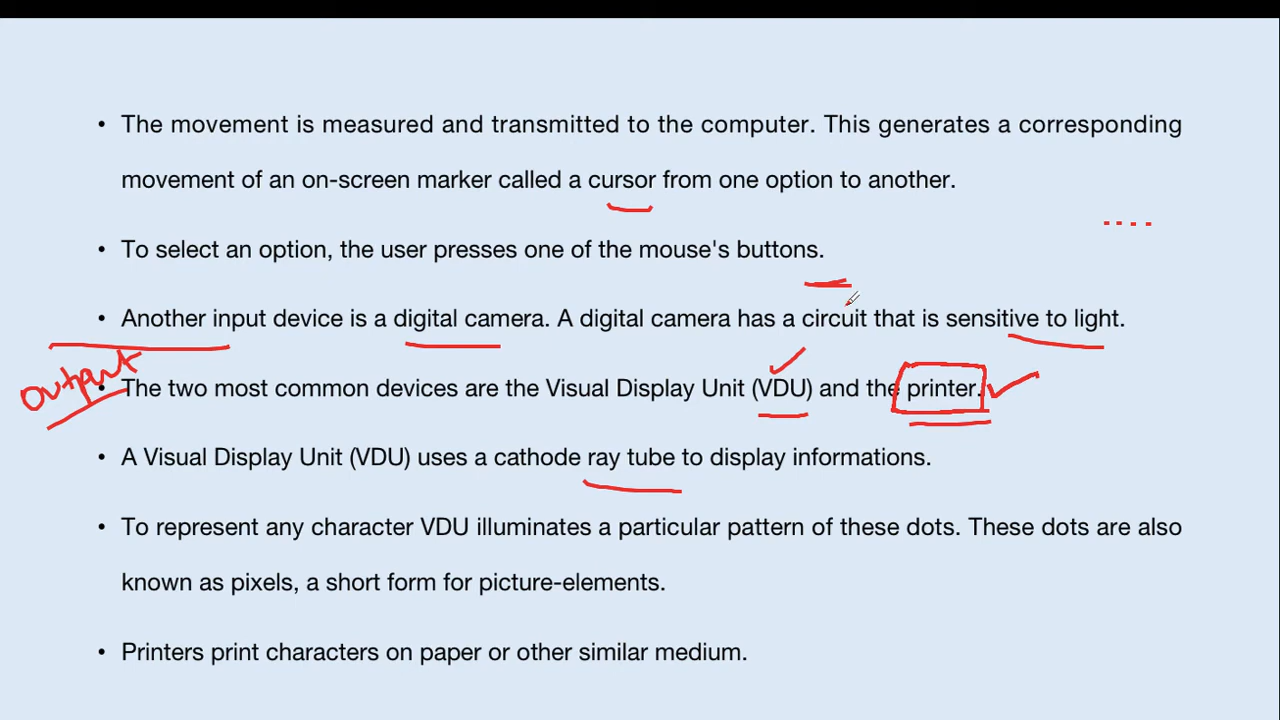 • The movement is measured and transmitted to the computer. This generates a corresponding
movement of an on-screen marker called a cursor from one option to another.
• To select an option, the user presses one of the mouse's buttons.
• Another input device is a digital camera. A digital camera has a circuit that is sensitive to light.
output
• The two most common devices are the Visual Display Unit (VDU) and the printer.
• A Visual Display Unit (VDU) uses a cathode ray tube to display informations.
• To represent any character VDU illuminates a particular pattern of these dots. These dots are also
known as pixels, a short form for picture-elements.
• Printers print characters on paper or other similar medium.